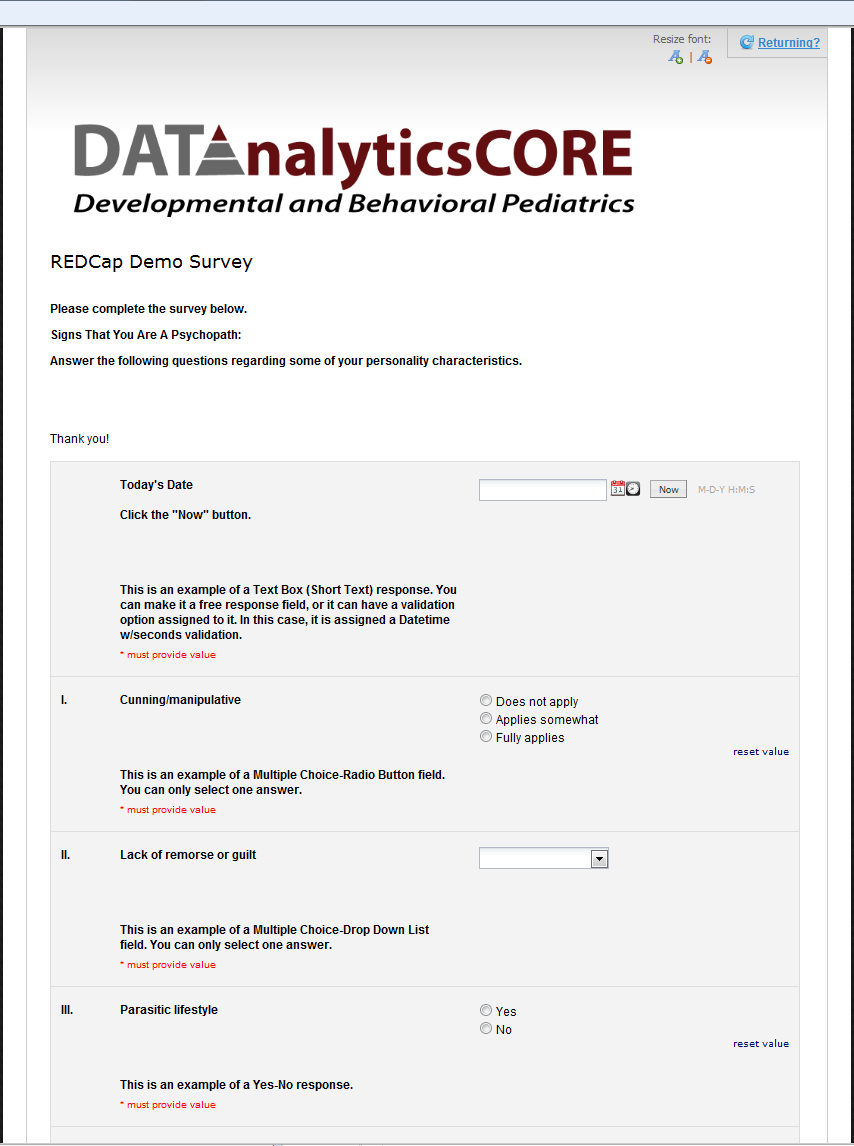 Resize font:
Returning?
A | A
DATAnalyticsCORE
Developmental and Behavioral Pediatrics
REDCap Demo Survey
Please complete the survey below.
Signs That You Are A Psychopath:
Answer the following questions regarding some of your personality characteristics.
Thank you!
Today's Date
31
Now
M-D-Y H:M:S
Click the "Now" button.
This is an example of a Text Box (Short Text) response. You
can make it a free response field, or it can have a validation
option assigned to it. In this case, it is assigned a Datetime
w/seconds validation.
* must provide value
I.
Cunning/manipulative
Does not apply
Applies somewhat
Fully applies
reset value
This is an example of a Multiple Choice-Radio Button field.
You can only select one answer.
* must provide value
II.
Lack of remorse or guilt
This is an example of a Multiple Choice-Drop Down List
field. You can only select one answer.
* must provide value
III.
Parasitic lifestyle
Yes
No
reset value
This is an example of a Yes-No response.
* must provide value